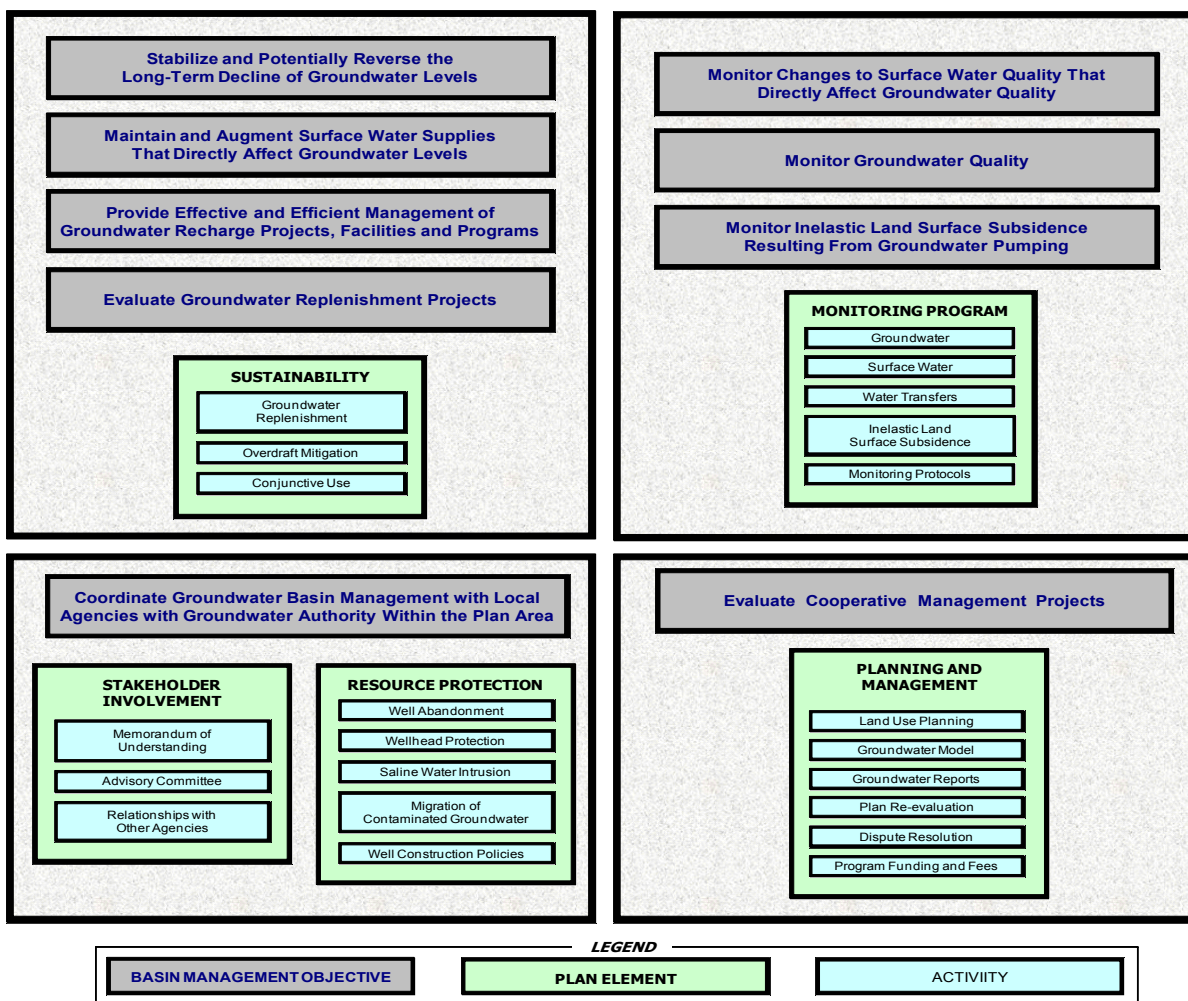 Stabilize and Potentially Reverse the
Long-Term Decline of Groundwater Levels
Maintain and Augment Surface Water Supplies
That Directly Affect Groundwater Levels
Provide Effective and Efficient Management of
Groundwater Recharge Projects, Facilities and Programs
Evaluate Groundwater Replenishment Projects
SUSTAINABILITY
Groundwater
Replenishment
Overdraft Mitigation
Conjunctive Use
Monitor Changes to Surface Water Quality That
Directly Affect Groundwater Quality
Monitor Groundwater Quality
Monitor Inelastic Land Surface Subsidence
Resulting From Groundwater Pumping
MONITORING PROGRAM
Groundwater
Surface Water
Water Transfers
Inelastic Land
Surface Subsidence
Monitoring Protocols
Coordinate Groundwater Basin Management with Local
Agencies with Groundwater Authority Within the Plan Area
STAKEHOLDER
INVOLVEMENT
Memorandum of
Understanding
Advisory Committee
Relationships with
Other Agencies
RESOURCE PROTECTION
Well Abandonment
Wellhead Protection
Saline Water Intrusion
Migration of
Contaminated Groundwater
Well Construction Policies
Evaluate Cooperative Management Projects
PLANNING AND
MANAGEMENT
Land Use Planning
Groundwater Model
Groundwater Reports
Plan Re-evaluation
Dispute Resolution
Program Funding and Fees
LEGEND
BASIN MANAGEMENT OBJECTIVE
PLAN ELEMENT
ACTIVIITY